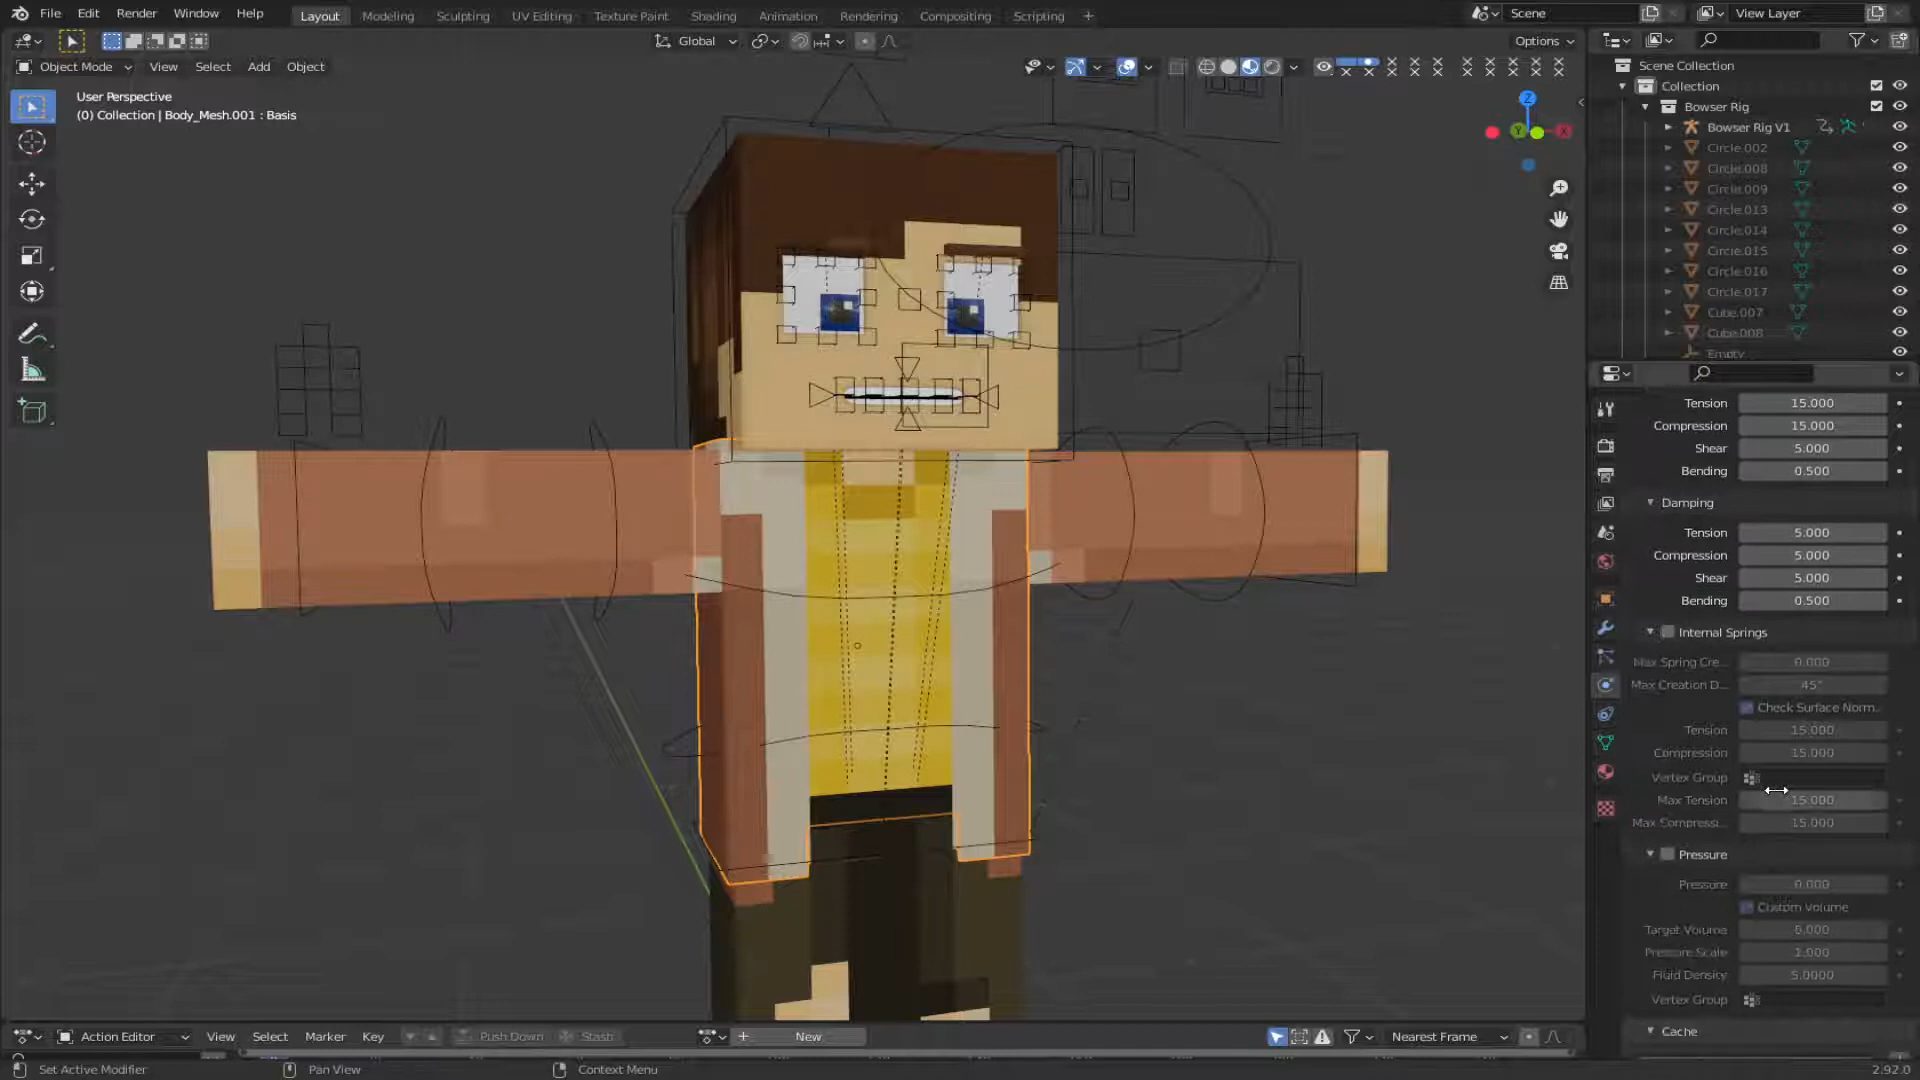 File Edit Render Window Help
Layout Modeling Sculpting UV Editing Texture Paint Shading Animation Rendering Compositing Scripting +
Scene
View Layer
Global
Options
Object Mode View Select Add Object
User Perspective
(0) Collection | Body_Mesh.001 : Basis
Z
Y
X
Scene Collection
Collection
Bowser Rig
Bowser Rig V1
Circle.002
Circle.008
Circle.009
Circle.013
Circle.014
Circle.015
Circle.016
Circle.017
Cube.007
Cube.008
Empty
Tension 15.000
Compression 15.000
Shear 5.000
Bending 0.500
Damping
Tension 5.000
Compression 5.000
Shear 5.000
Bending 0.500
Internal Springs
Max Spring Cre... 0.000
Max Creation D... 45°
Check Surface Norm...
Tension 15.000
Compression 15.000
Vertex Group
Max Tension 15.000
Max Compressi... 15.000
Pressure
Pressure 0.000
Custom Volume
Target Volume 0.000
Pressure Scale 1.000
Fluid Density 5.0000
Vertex Group
Cache
Action Editor View Select Marker Key Push Down Stash + New Nearest Frame
Set Active Modifier Pan View Context Menu 2.92.0